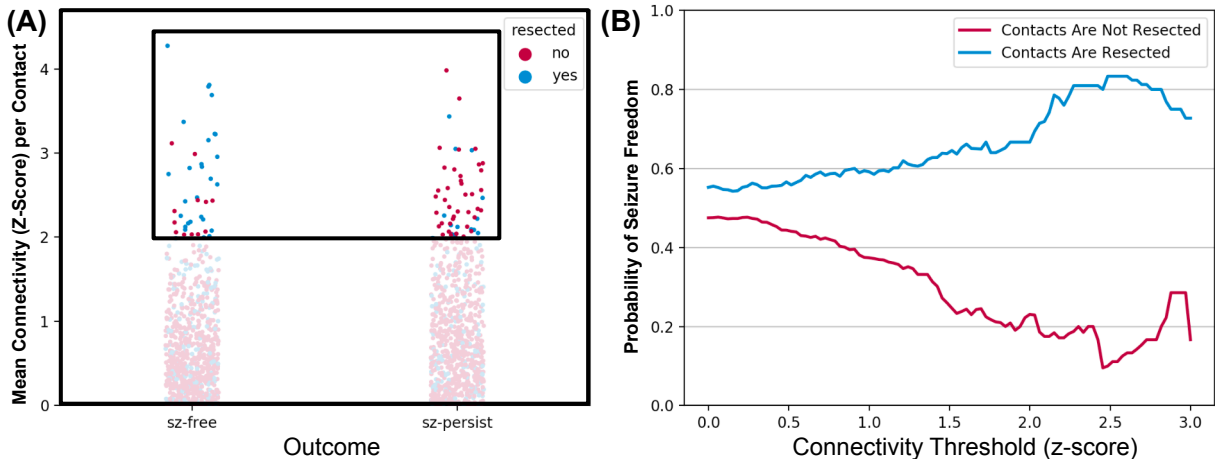 (A)
Mean Connectivity (Z-Score) per Contact
4
3
2
1
0
resected
no
yes
sz-free
sz-persist
Outcome
(B)
Probability of Seizure Freedom
1.0
0.8
0.6
0.4
0.2
0.0
Contacts Are Not Resected
Contacts Are Resected
0.0 0.5 1.0 1.5 2.0 2.5 3.0
Connectivity Threshold (z-score)